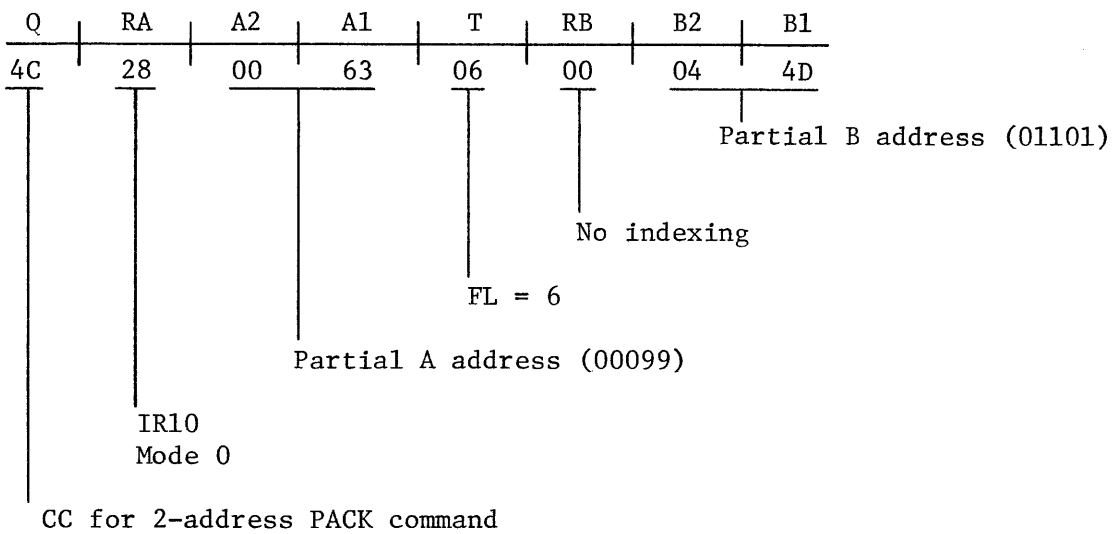 Q RA A2 A1 T RB B2 B1
4C 28 00 63 06 00 04 4D
Partial B address (01101)
No indexing
FL = 6
Partial A address (00099)
IR10
Mode 0
CC for 2-address PACK command